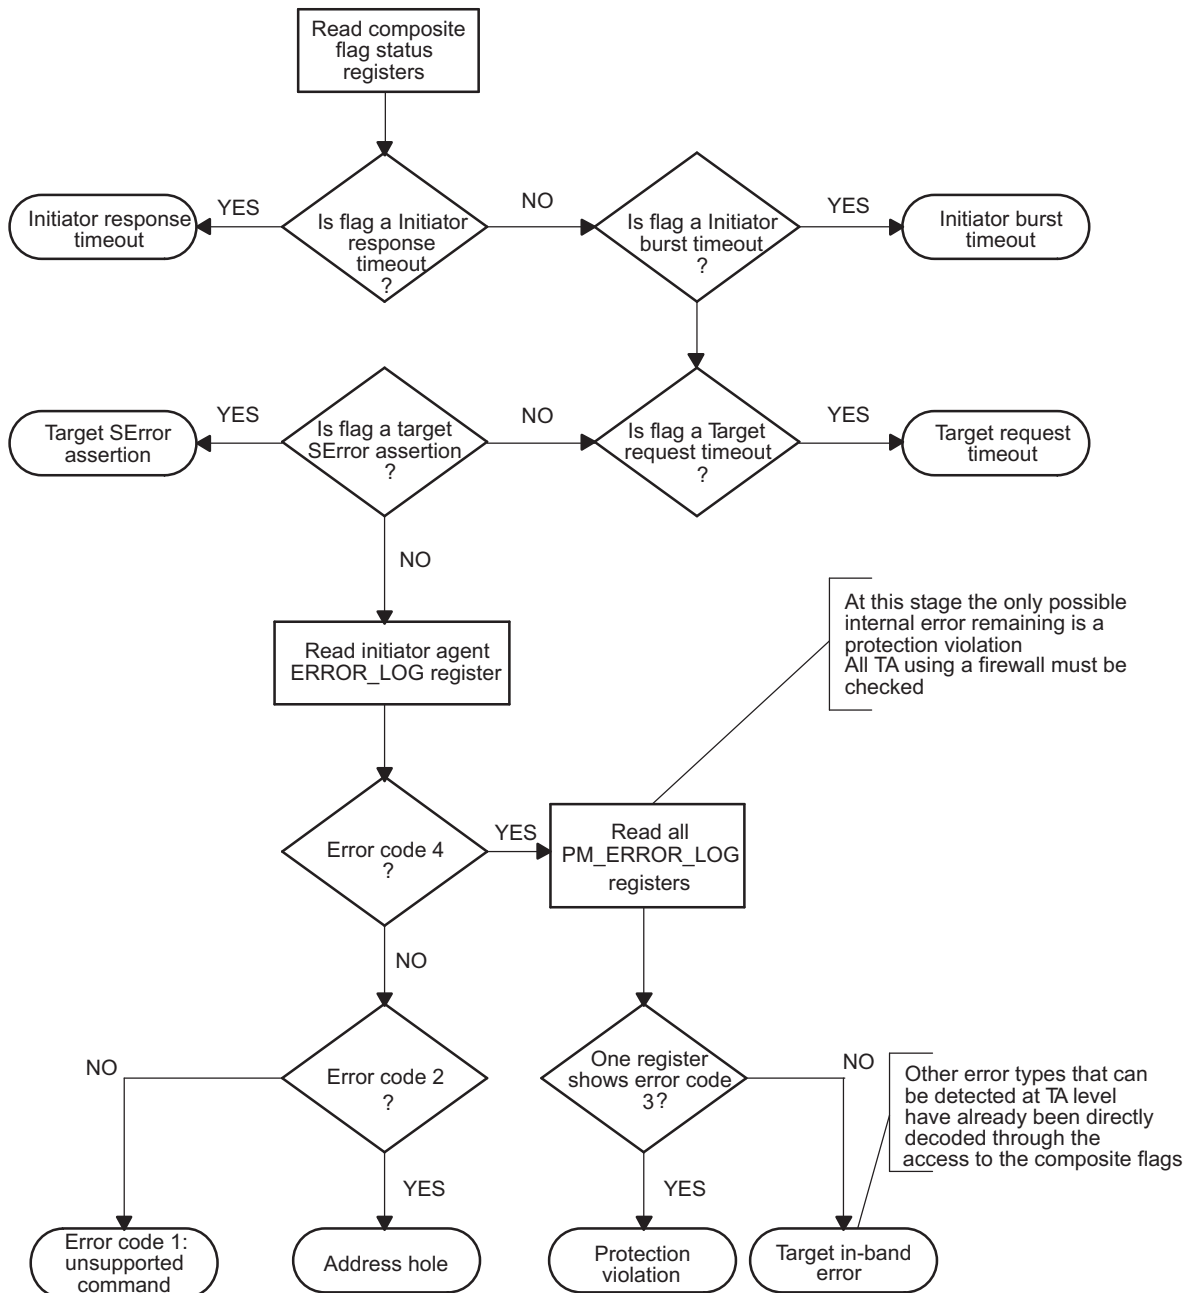 Read composite
flag status
registers
YES
Initiator response
timeout
Is flag a Initiator
response
timeout
?
NO
Is flag a Initiator
burst timeout
?
YES
Initiator burst
timeout
YES
Target SError
assertion
Is flag a target
SError assertion
?
NO
Is flag a Target
request timeout
?
YES
Target request
timeout
NO
Read initiator agent
ERROR_LOG register
At this stage the only possible
internal error remaining is a
protection violation
All TA using a firewall must be
checked
Error code 4
?
YES
Read all
PM_ERROR_LOG
registers
NO
NO
Error code 2
?
One register
shows error code
3?
NO
Other error types that can
be detected at TA level
have already been directly
decoded through the
access to the composite flags
YES
YES
Error code 1:
unsupported
command
Address hole
Protection
violation
Target in-band
error